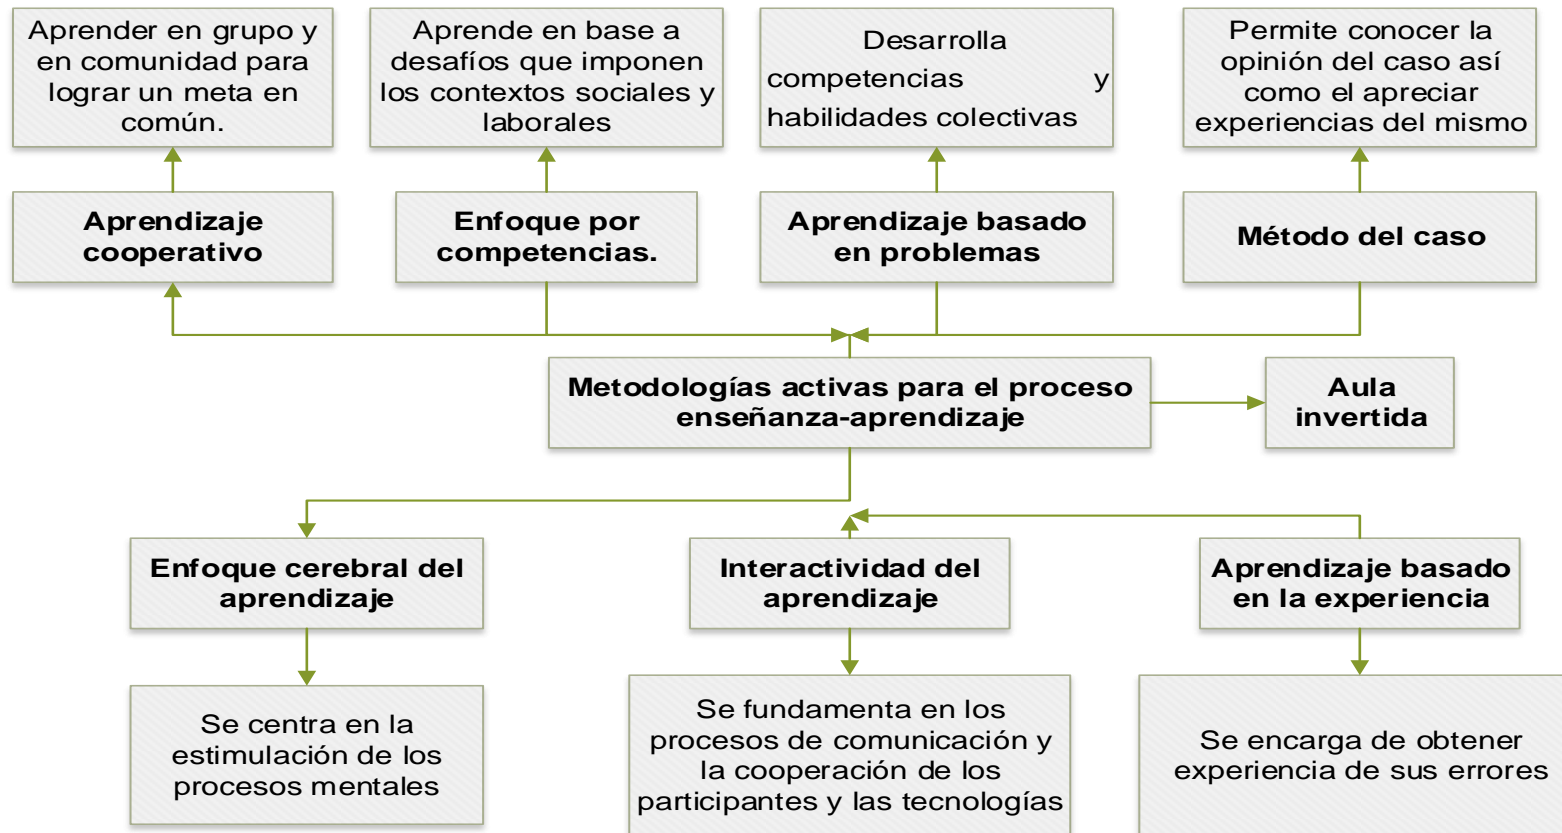 Aprender en grupo y
en comunidad para
lograr un meta en
común.
Aprende en base a
desafíos que imponen
los contextos sociales y
laborales
Desarrolla
competencias y
habilidades colectivas
Permite conocer la
opinión del caso así
como el apreciar
experiencias del mismo
Aprendizaje
cooperativo
Enfoque por
competencias.
Aprendizaje basado
en problemas
Método del caso
Metodologías activas para el proceso
enseñanza-aprendizaje
Aula
invertida
Enfoque cerebral del
aprendizaje
Interactividad del
aprendizaje
Aprendizaje basado
en la experiencia
Se centra en la
estimulación de los
procesos mentales
Se fundamenta en los
procesos de comunicación y
la cooperación de los
participantes y las tecnologías
Se encarga de obtener
experiencia de sus errores